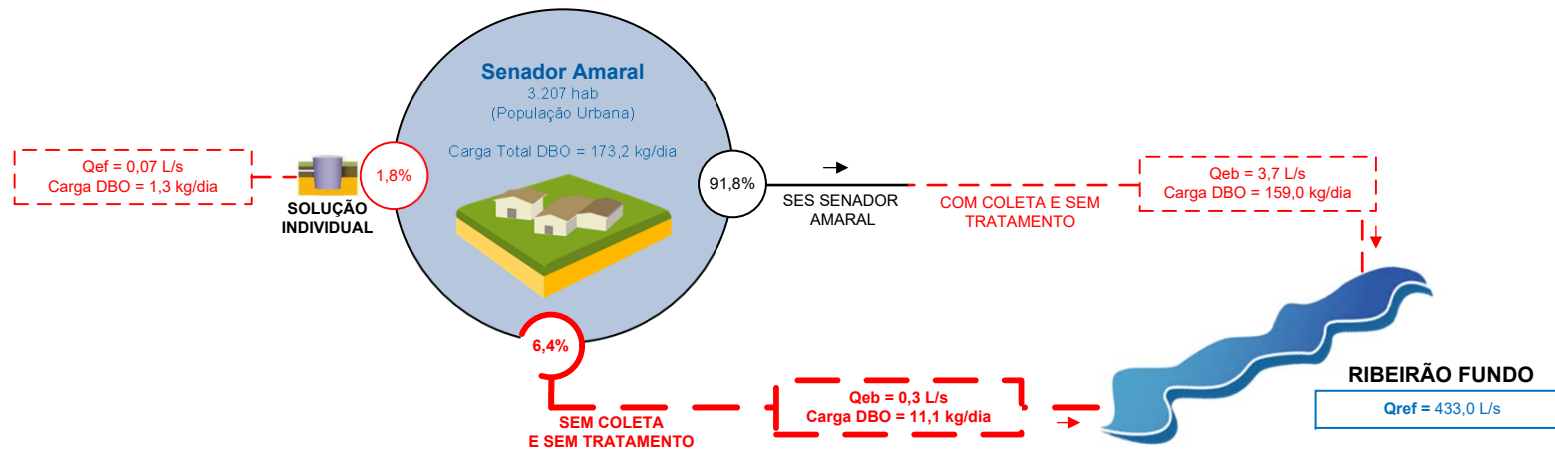 Senador Amaral
3.207 hab
(População Urbana)
Carga Total DBO = 173,2 kg/dia
Qef = 0,07 L/s
Carga DBO = 1,3 kg/dia
SOLUÇÃO
INDIVIDUAL
1,8%
91,8%
SES SENADOR
AMARAL
COM COLETA E SEM
TRATAMENTO
Qeb = 3,7 L/s
Carga DBO = 159,0 kg/dia
6,4%
SEM COLETA
E SEM TRATAMENTO
Qeb = 0,3 L/s
Carga DBO = 11,1 kg/dia
RIBEIRÃO FUNDO
Qref = 433,0 L/s